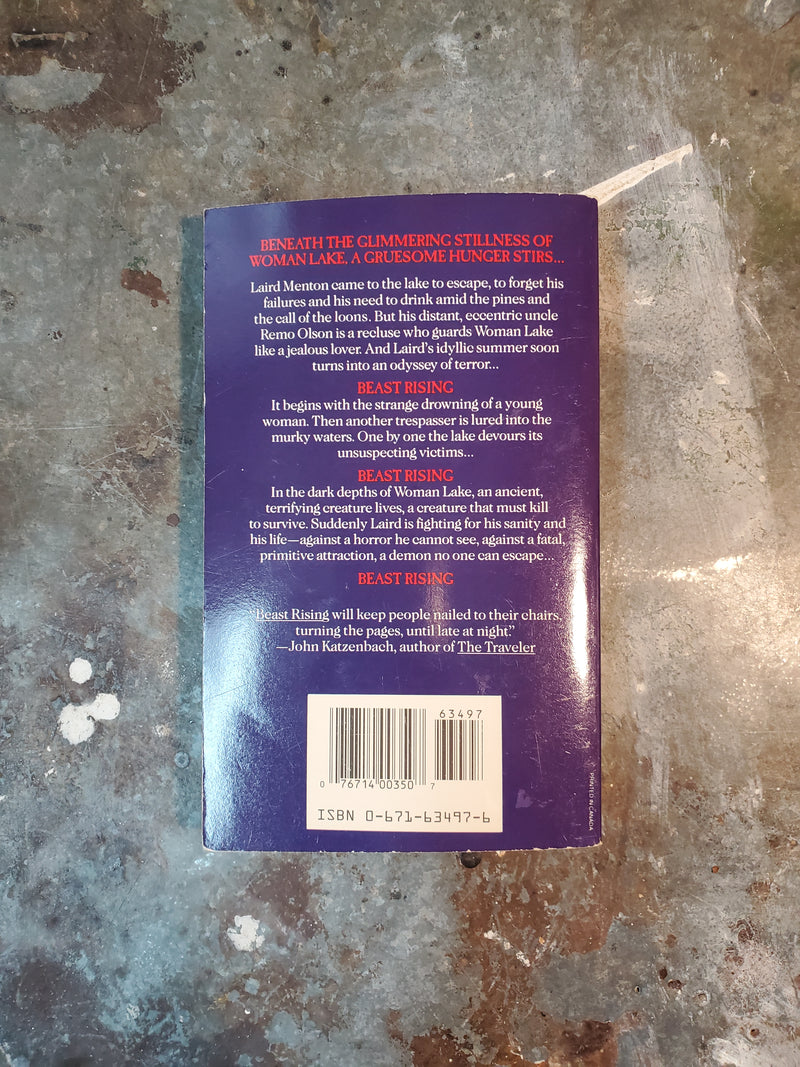 BENEATH THE GLIMMERING STILLNESS OF
WOMAN LAKE, A GRUESOME HUNGER STIRS...
Laird Menton came to the lake to escape, to forget his
failures and his need to drink amid the pines and
the call of the loons. But his distant, eccentric uncle
Remo Olson is a recluse who guards Woman Lake
like a jealous lover. And Laird's idyllic summer soon
turns into an odyssey of terror...
BEAST RISING
It begins with the strange drowning of a young
woman. Then another trespasser is lured into the
murky waters. One by one the lake devours its
unsuspecting victims...
BEAST RISING
In the dark depths of Woman Lake, an ancient,
terrifying creature lives, a creature that must kill
to survive. Suddenly Laird is fighting for his sanity and
his life—against a horror he cannot see, against a fatal,
primitive attraction, a demon no one can escape...
BEAST RISING
"Beast Rising will keep people nailed to their chairs,
turning the pages, until late at night."
—John Katzenbach, author of The Traveler
63497
0 76714 00350 7
ISBN 0-671-63497-6
PRINTED IN CANADA